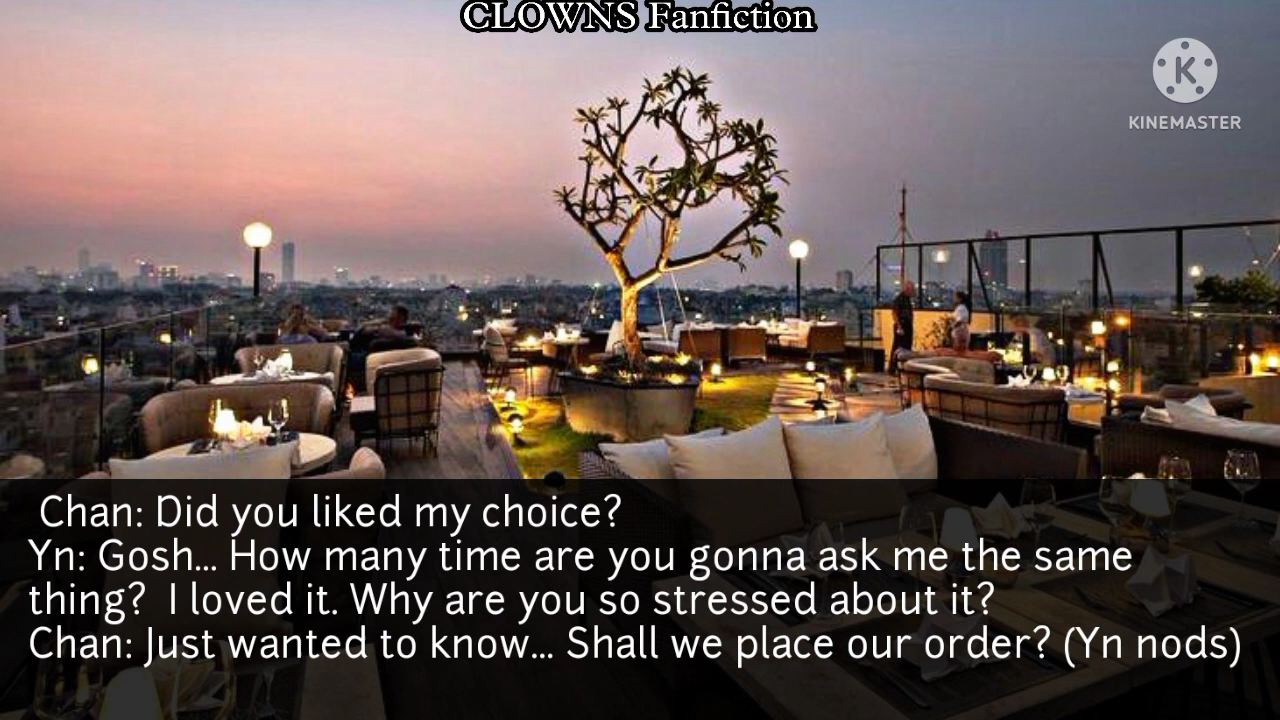 CLOWNS Fanfiction
K
KINEMASTER
Chan: Did you liked my choice?
Yn: Gosh... How many time are you gonna ask me the same
thing? I loved it. Why are you so stressed about it?
Chan: Just wanted to know... Shall we place our order? (Yn nods)